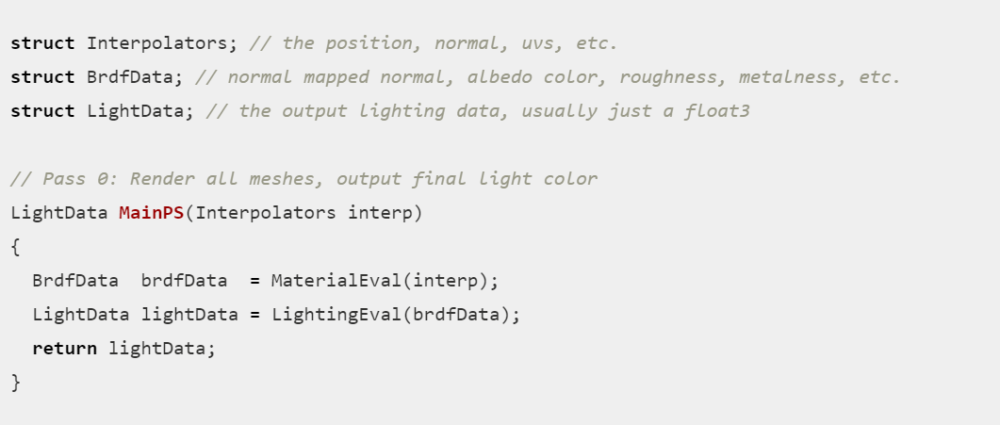 struct Interpolators; // the position, normal, uvs, etc.
struct BrdfData; // normal mapped normal, albedo color, roughness, metalness, etc.
struct LightData; // the output lighting data, usually just a float3
// Pass 0: Render all meshes, output final light color
LightData MainPS(Interpolators interp)
{
  BrdfData  brdfData  = MaterialEval(interp);
  LightData lightData = LightingEval(brdfData);
  return lightData;
}